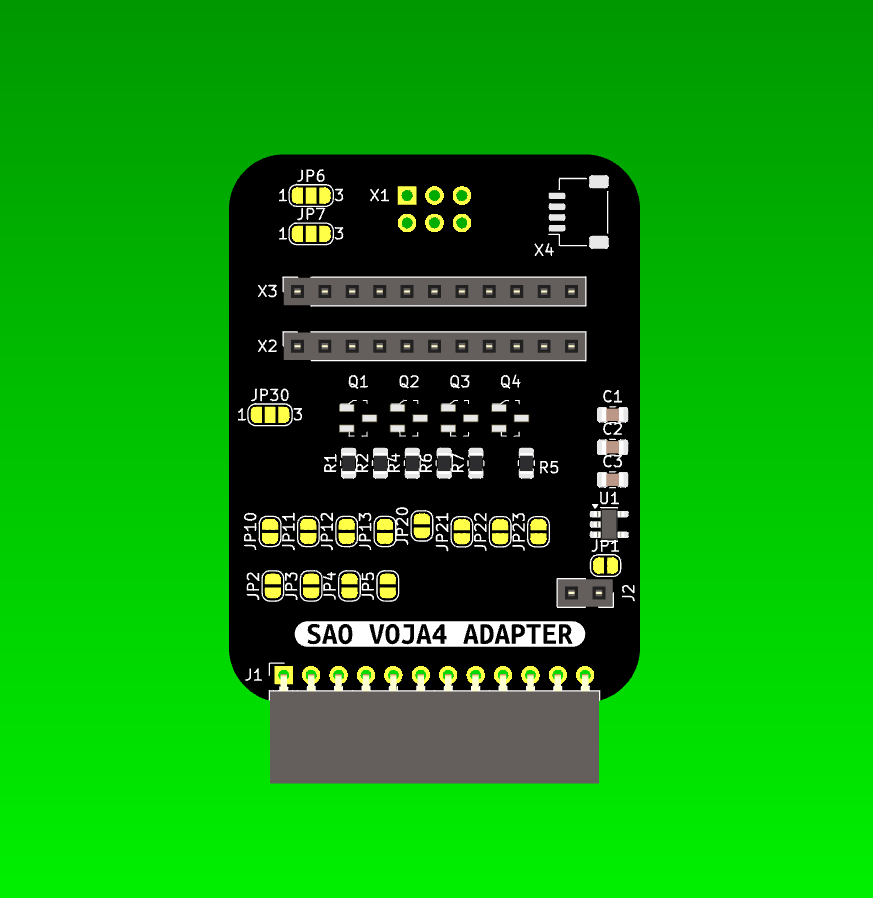 JP6
1 3
X1
JP7
1 3
X4
X3
X2
Q1 Q2 Q3 Q4
JP30
1 3
C1
C2
C3
R1 R2 R4 R6 R7 R5
U1
JP10 JP11 JP12 JP13 JP20 JP21 JP22 JP23
JP1
JP2 JP3 JP4 JP5
J2
SAO VOJA4 ADAPTER
J1